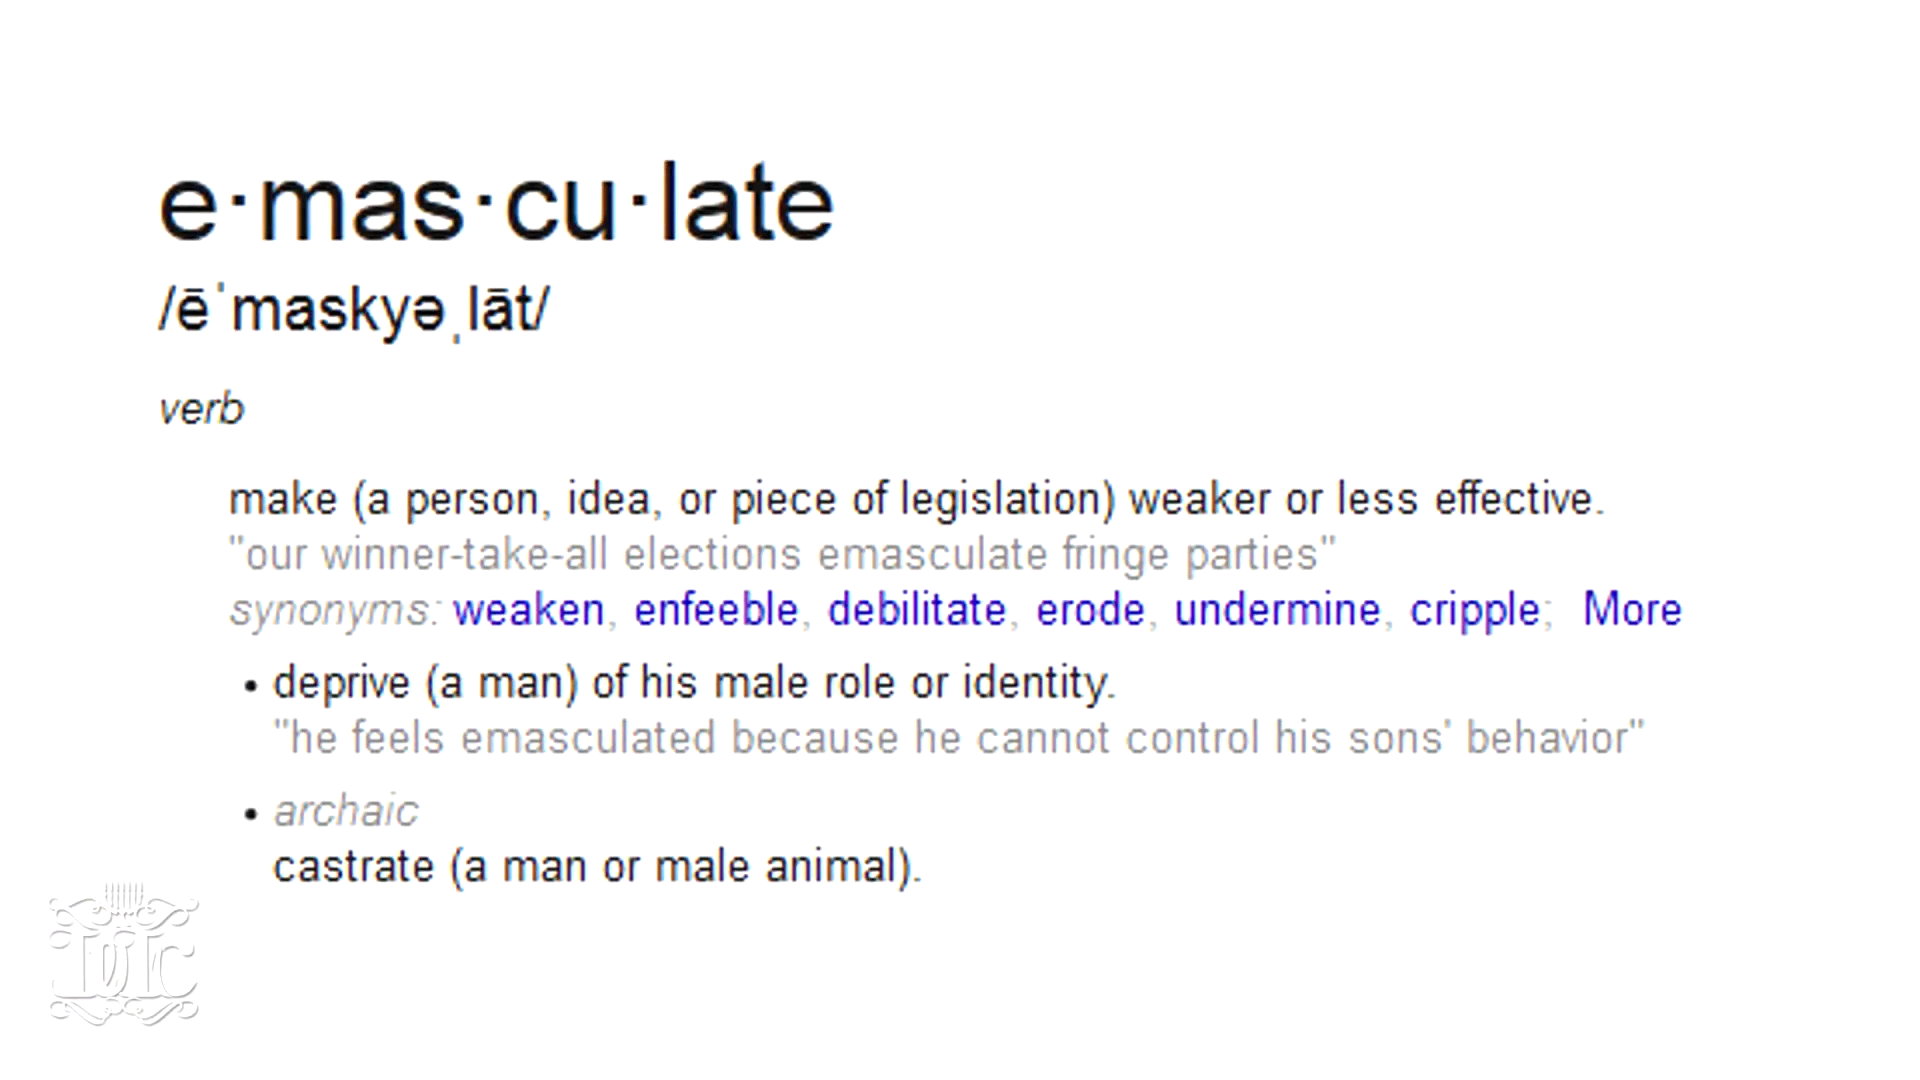 e·mas·cu·late
/ēˈmaskyəˌlāt/
verb
make (a person, idea, or piece of legislation) weaker or less effective.
"our winner-take-all elections emasculate fringe parties"
synonyms: weaken, enfeeble, debilitate, erode, undermine, cripple; More
• deprive (a man) of his male role or identity.
"he feels emasculated because he cannot control his sons' behavior"
• archaic
castrate (a man or male animal).